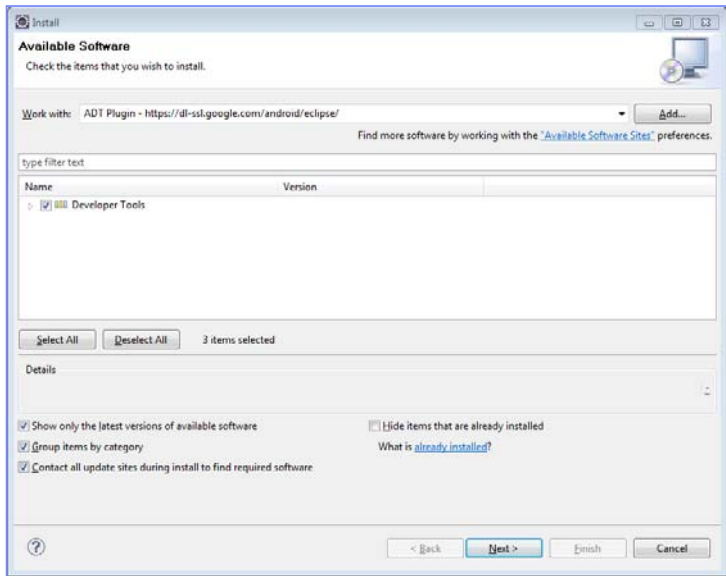 Install
Available Software
Check the items that you wish to install.
Work with: ADT Plugin - https://dl-ssl.google.com/android/eclipse/ Add...
Find more software by working with the "Available Software Sites" preferences.
type filter text
Name Version
Developer Tools
Select All Deselect All 3 items selected
Details
Show only the latest versions of available software Hide items that are already installed
Group items by category What is already installed?
Contact all update sites during install to find required software
? < Back Next > Finish Cancel